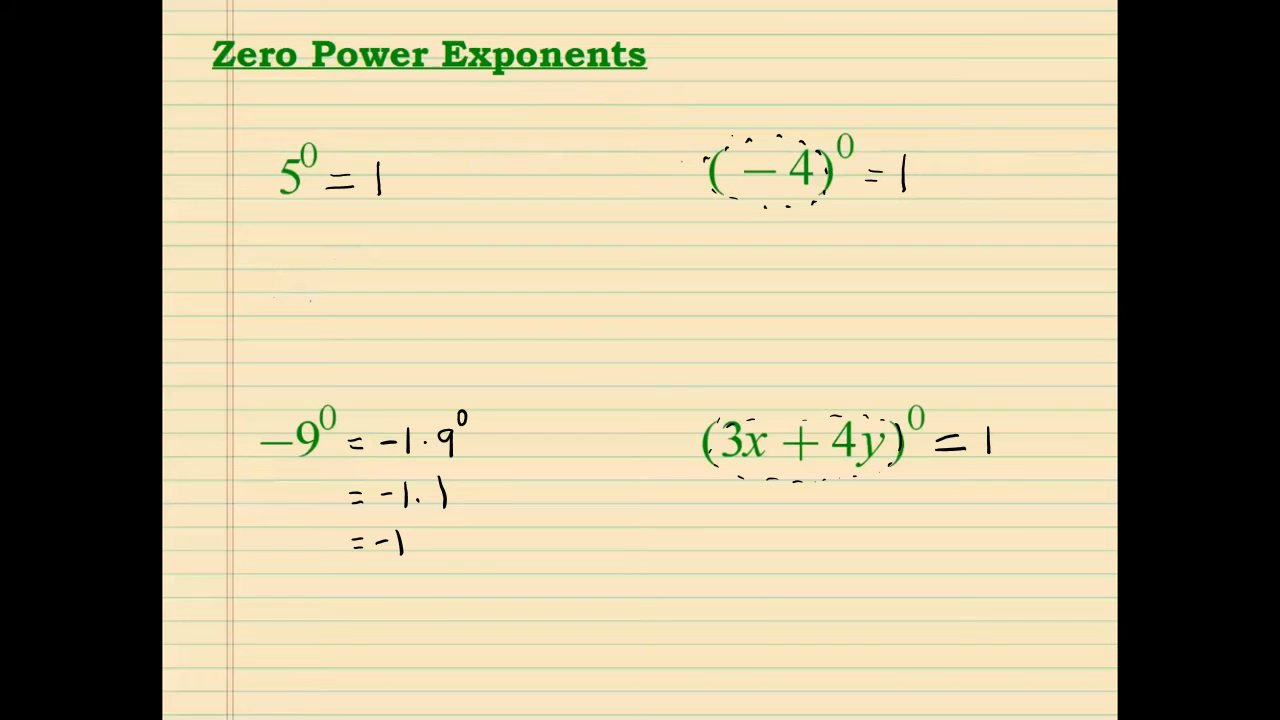 Zero Power Exponents
5⁰ = 1
(−4)⁰ = 1
−9⁰ = −1 · 9⁰
= −1 · 1
= −1
(3x + 4y)⁰ = 1